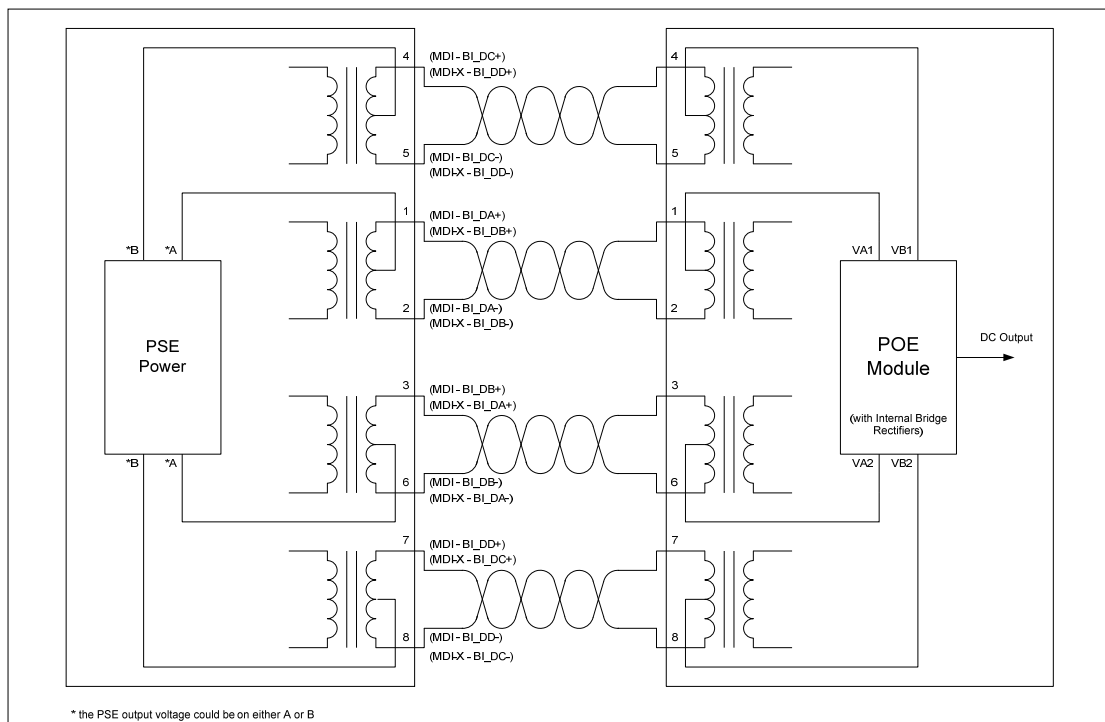 4
(MDI - BI_DC+)
(MDI-X - BI_DD+)
4
5
(MDI - BI_DC-)
(MDI-X - BI_DD-)
5
1
(MDI - BI_DA+)
(MDI-X - BI_DB+)
1
*B
*A
VA1
VB1
2
(MDI - BI_DA-)
(MDI-X - BI_DB-)
2
PSE
Power
POE
Module
(with Internal Bridge
Rectifiers)
DC Output
3
(MDI - BI_DB+)
(MDI-X - BI_DA+)
3
*B
*A
VA2
VB2
6
(MDI - BI_DB-)
(MDI-X - BI_DA-)
6
7
(MDI - BI_DD+)
(MDI-X - BI_DC+)
7
8
(MDI - BI_DD-)
(MDI-X - BI_DC-)
8
* the PSE output voltage could be on either A or B